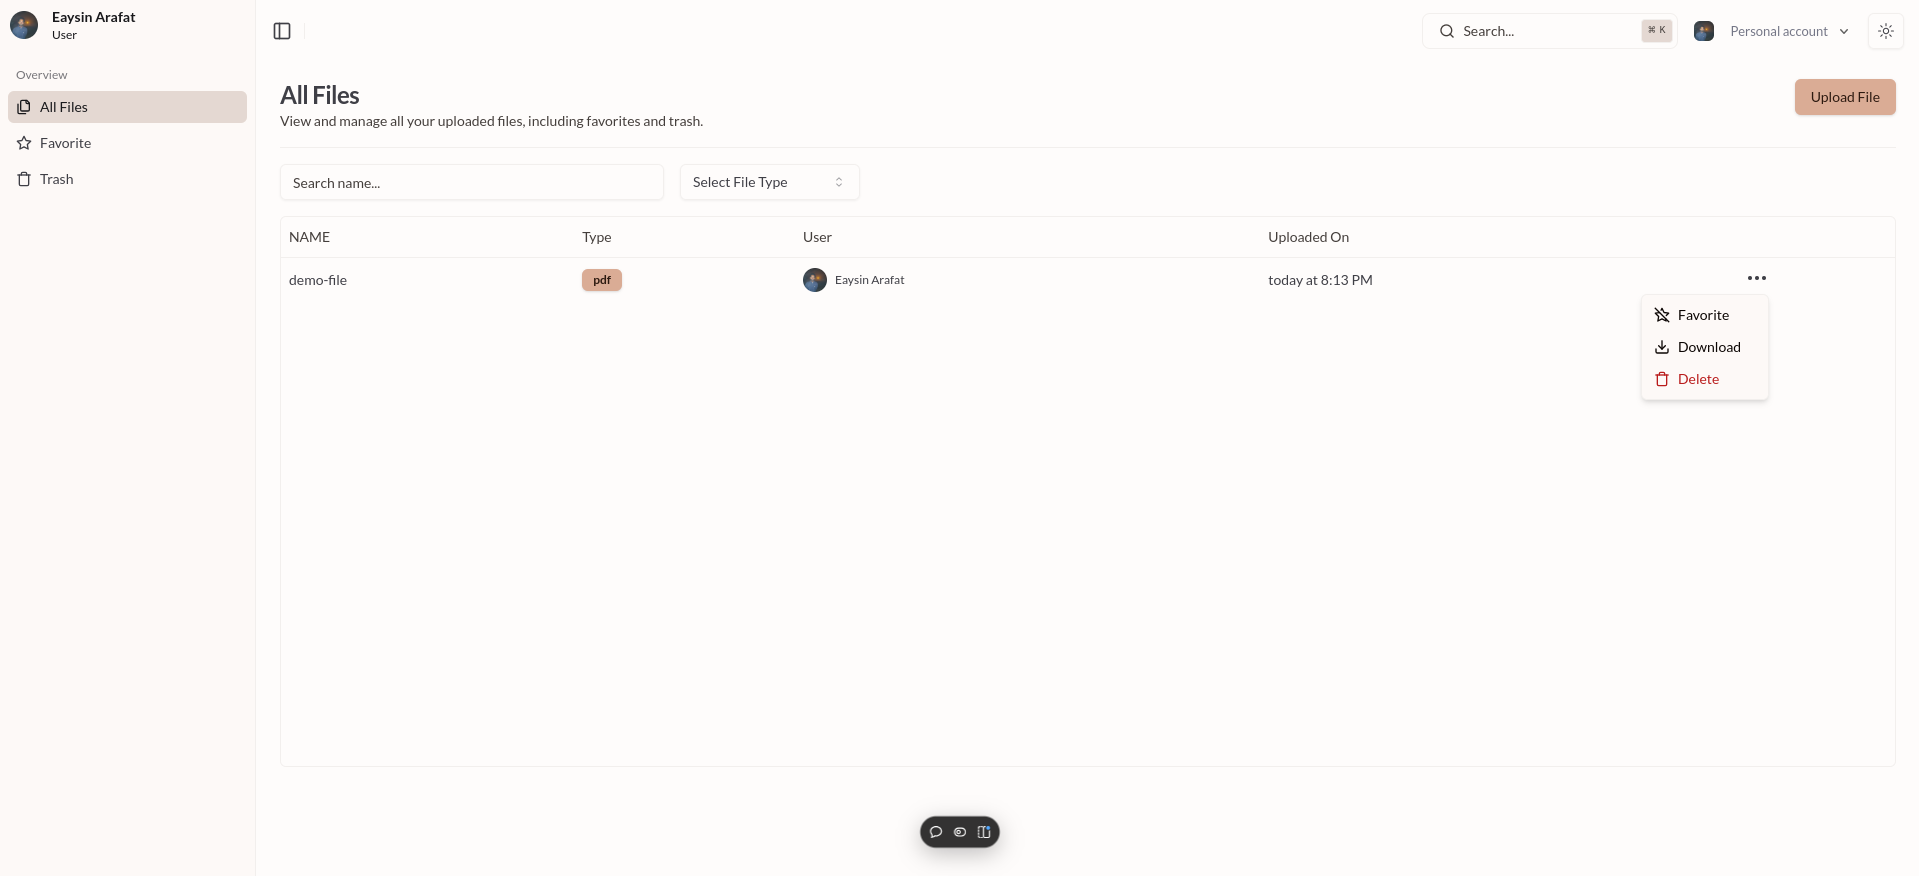 Eaysin Arafat
User
Overview
All Files
Favorite
Trash
Search...
⌘ K
Personal account
All Files
View and manage all your uploaded files, including favorites and trash.
Upload File
Search name...
Select File Type
NAME Type User Uploaded On
demo-file pdf Eaysin Arafat today at 8:13 PM
Favorite
Download
Delete